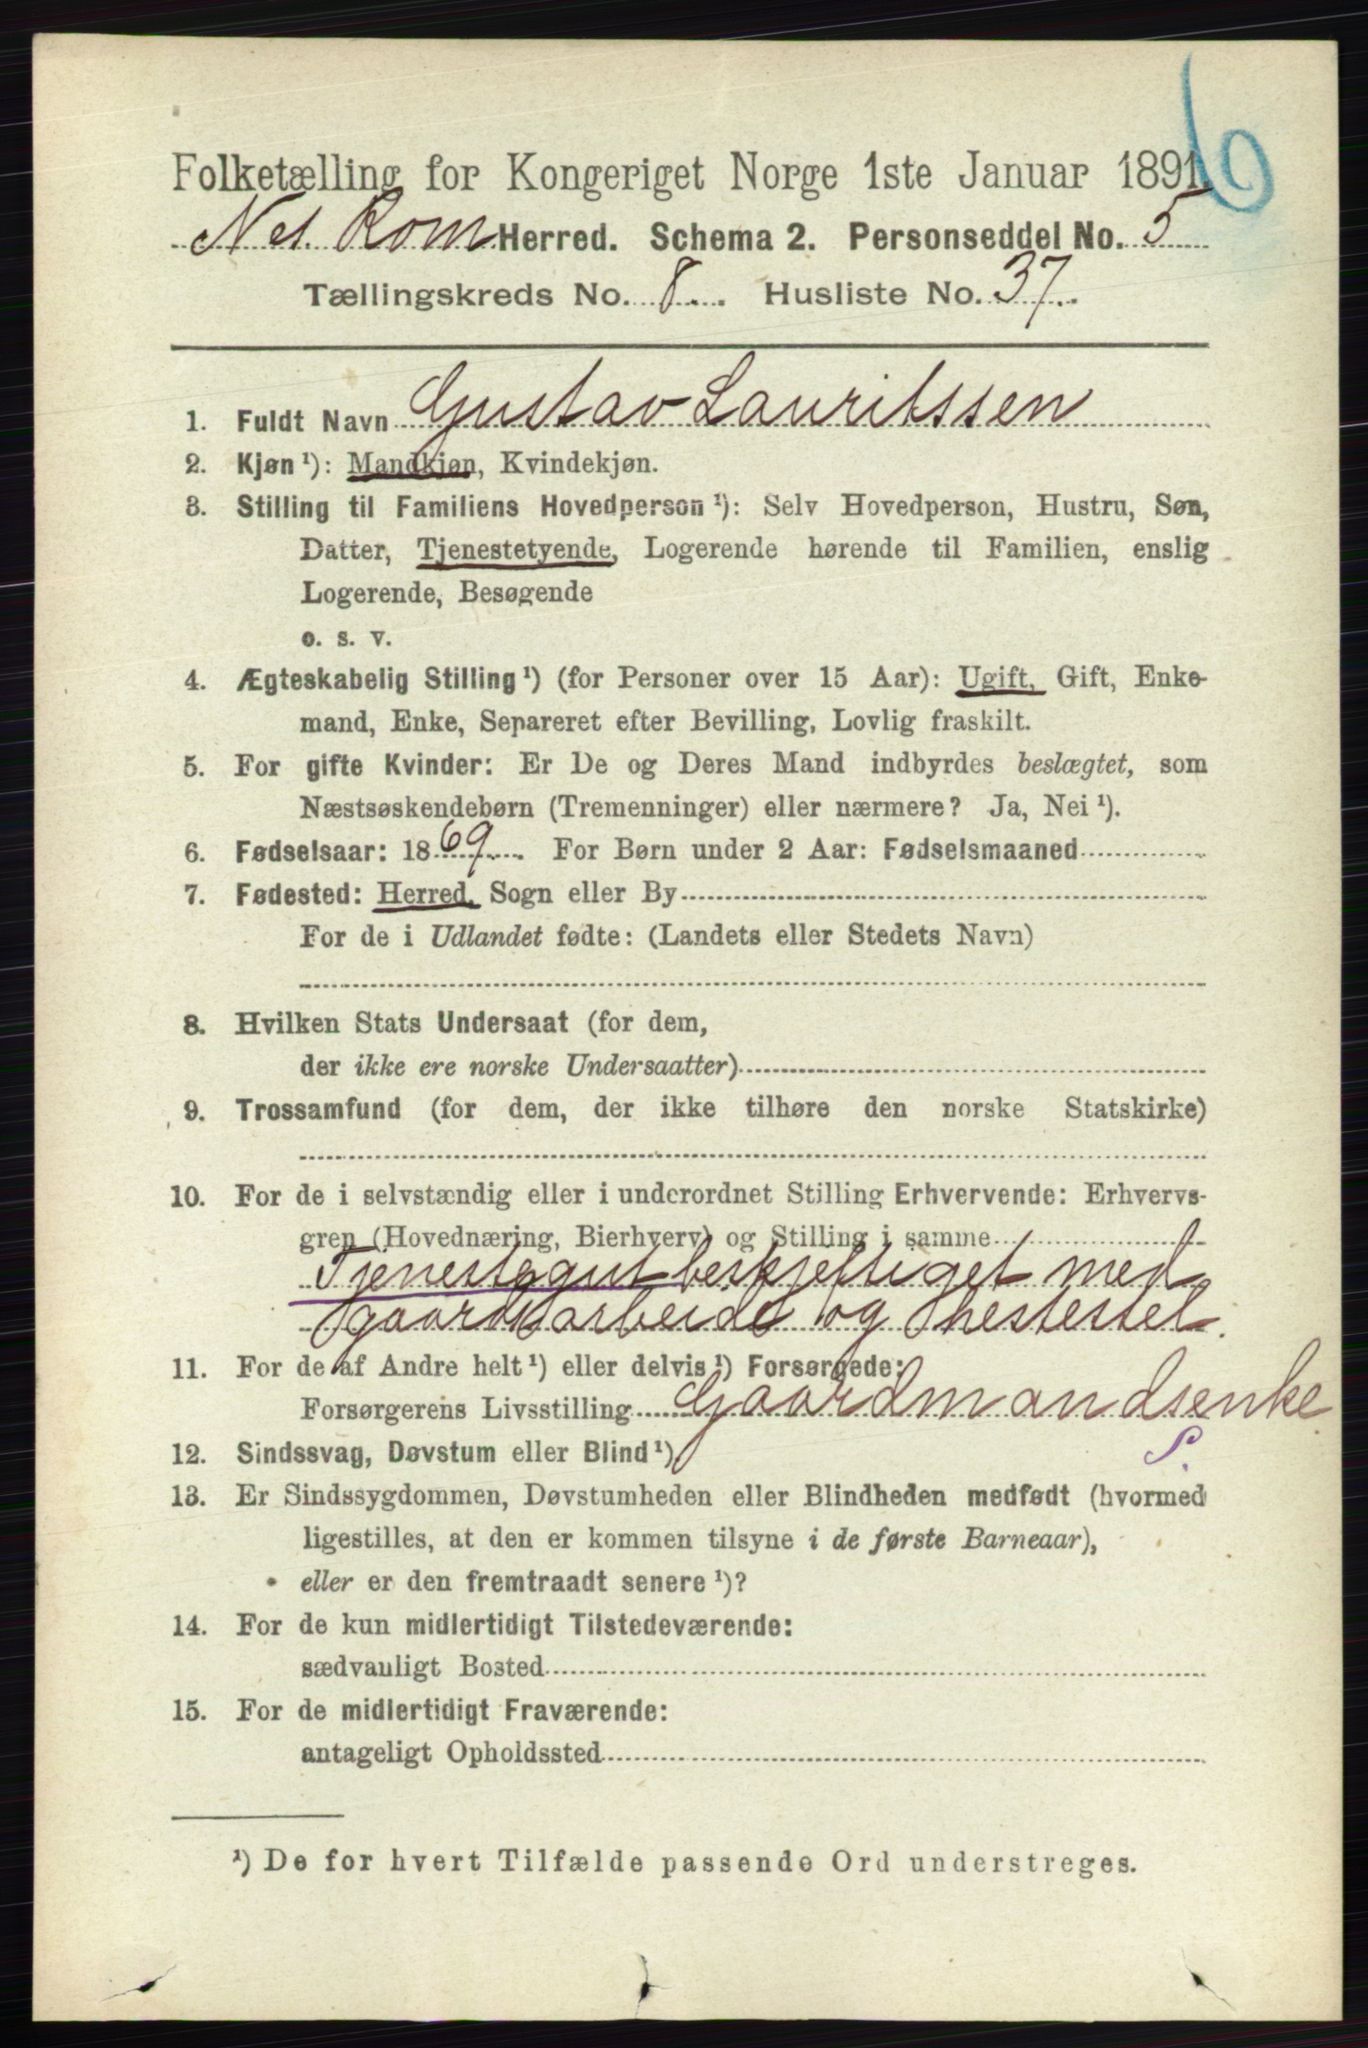 6
Folketælling for Kongeriget Norge 1ste Januar 1891.
Nes. Rom. Herred. Schema 2. Personseddel No. 5
Tællingskreds No. 8. Husliste No. 37.
1. Fuldt Navn Gustav Lauritssen
2. Kjøn ¹): Mandkjøn, Kvindekjøn.
3. Stilling til Familiens Hovedperson ¹): Selv Hovedperson, Hustru, Søn,
Datter, Tjenestetyende, Logerende hørende til Familien, enslig
Logerende, Besøgende
o. s. v.
4. Ægteskabelig Stilling ¹) (for Personer over 15 Aar): Ugift, Gift, Enke-
mand, Enke, Separeret efter Bevilling, Lovlig fraskilt.
5. For gifte Kvinder: Er De og Deres Mand indbyrdes beslægtet, som
Næstsøskendebørn (Tremenninger) eller nærmere? Ja, Nei ¹).
6. Fødselsaar: 1869. For Børn under 2 Aar: Fødselsmaaned
7. Fødested: Herred, Sogn eller By
For de i Udlandet fødte: (Landets eller Stedets Navn)
8. Hvilken Stats Undersaat (for dem,
der ikke ere norske Undersaatter)
9. Trossamfund (for dem, der ikke tilhøre den norske Statskirke)
10. For de i selvstændig eller i underordnet Stilling Erhvervende: Erhvervs-
gren (Hovednæring, Bierhverv) og Stilling i samme
Tjenestegut beskjeftiget med
gaardsarbeide og hestestel.
11. For de af Andre helt ¹) eller delvis ¹) Forsørgede:
Forsørgerens Livsstilling Gaardmandsenke
S.
12. Sindssvag, Døvstum eller Blind ¹)
13. Er Sindssygdommen, Døvstumheden eller Blindheden medfødt (hvormed
ligestilles, at den er kommen tilsyne i de første Barneaar),
eller er den fremtraadt senere ¹)?
14. For de kun midlertidigt Tilstedeværende:
sædvanligt Bosted
15. For de midlertidigt Fraværende:
antageligt Opholdssted
¹) De for hvert Tilfælde passende Ord understreges.